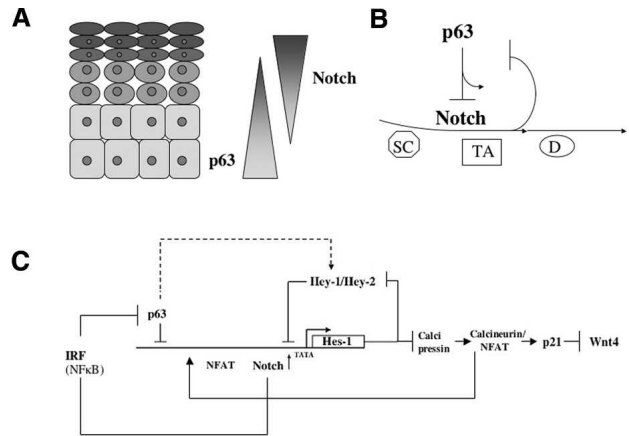 A
Notch
p63
B
p63
Notch
SC
TA
D
C
Hey-1/Hey-2
p63
TATA
Hes-1
Calci
pressin
Calcineurin/
NFAT
p21
Wnt4
IRF
(NFκB)
NFAT
Notch